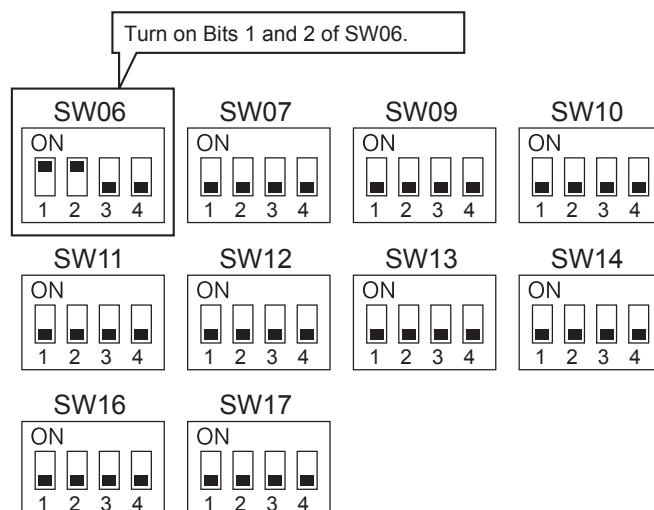 Turn on Bits 1 and 2 of SW06.
SW06 SW07 SW09 SW10
ON ON ON ON
1 2 3 4 1 2 3 4 1 2 3 4 1 2 3 4
SW11 SW12 SW13 SW14
ON ON ON ON
1 2 3 4 1 2 3 4 1 2 3 4 1 2 3 4
SW16 SW17
ON ON
1 2 3 4 1 2 3 4